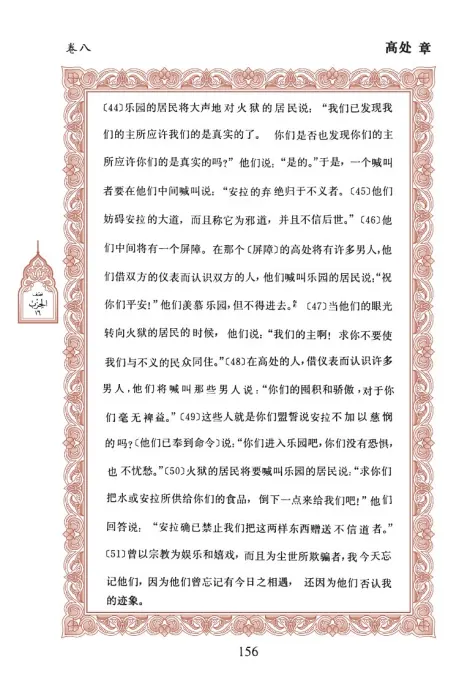 卷八
高处 章
〔44〕乐园的居民将大声地对火狱的居民说：“我们已发现我
们的主所应许我们的是真实的了。 你们是否也发现你们的主
所应许你们的是真实的吗?”他们说：“是的。”于是，一个喊叫
者要在他们中间喊叫说：“安拉的弃绝归于不义者。〔45〕他们
妨碍安拉的大道，而且称它为邪道，并且不信后世。”〔46〕他
们中间将有一个屏障。在那个〔屏障〕的高处将有许多男人，他
们借双方的仪表而认识双方的人，他们喊叫乐园的居民说：“祝
你们平安!”他们羡慕乐园，但不得进去。〔47〕当他们的眼光
转向火狱的居民的时候， 他们说：“我们的主啊! 求你不要使
我们与不义的民众同住。”〔48〕在高处的人，借仪表而认识许多
男人，他们将喊叫那些男人说：“你们的囤积和骄傲，对于你
们毫无裨益。”〔49〕这些人就是你们盟誓说安拉不加以慈悯
的吗?〔他们已奉到命令〕说：“你们进入乐园吧，你们没有恐惧，
也不忧愁。”〔50〕火狱的居民将要喊叫乐园的居民说：“求你们
把水或安拉所供给你们的食品， 倒下一点来给我们吧!”他们
回答说： “安拉确已禁止我们把这两样东西赠送不信道者。”
〔51〕曾以宗教为娱乐和嬉戏，而且为尘世所欺骗者，我今天忘
记他们，因为他们曾忘记有今日之相遇， 还因为他们否认我
的迹象。
نصف
الحزب
١٦
156